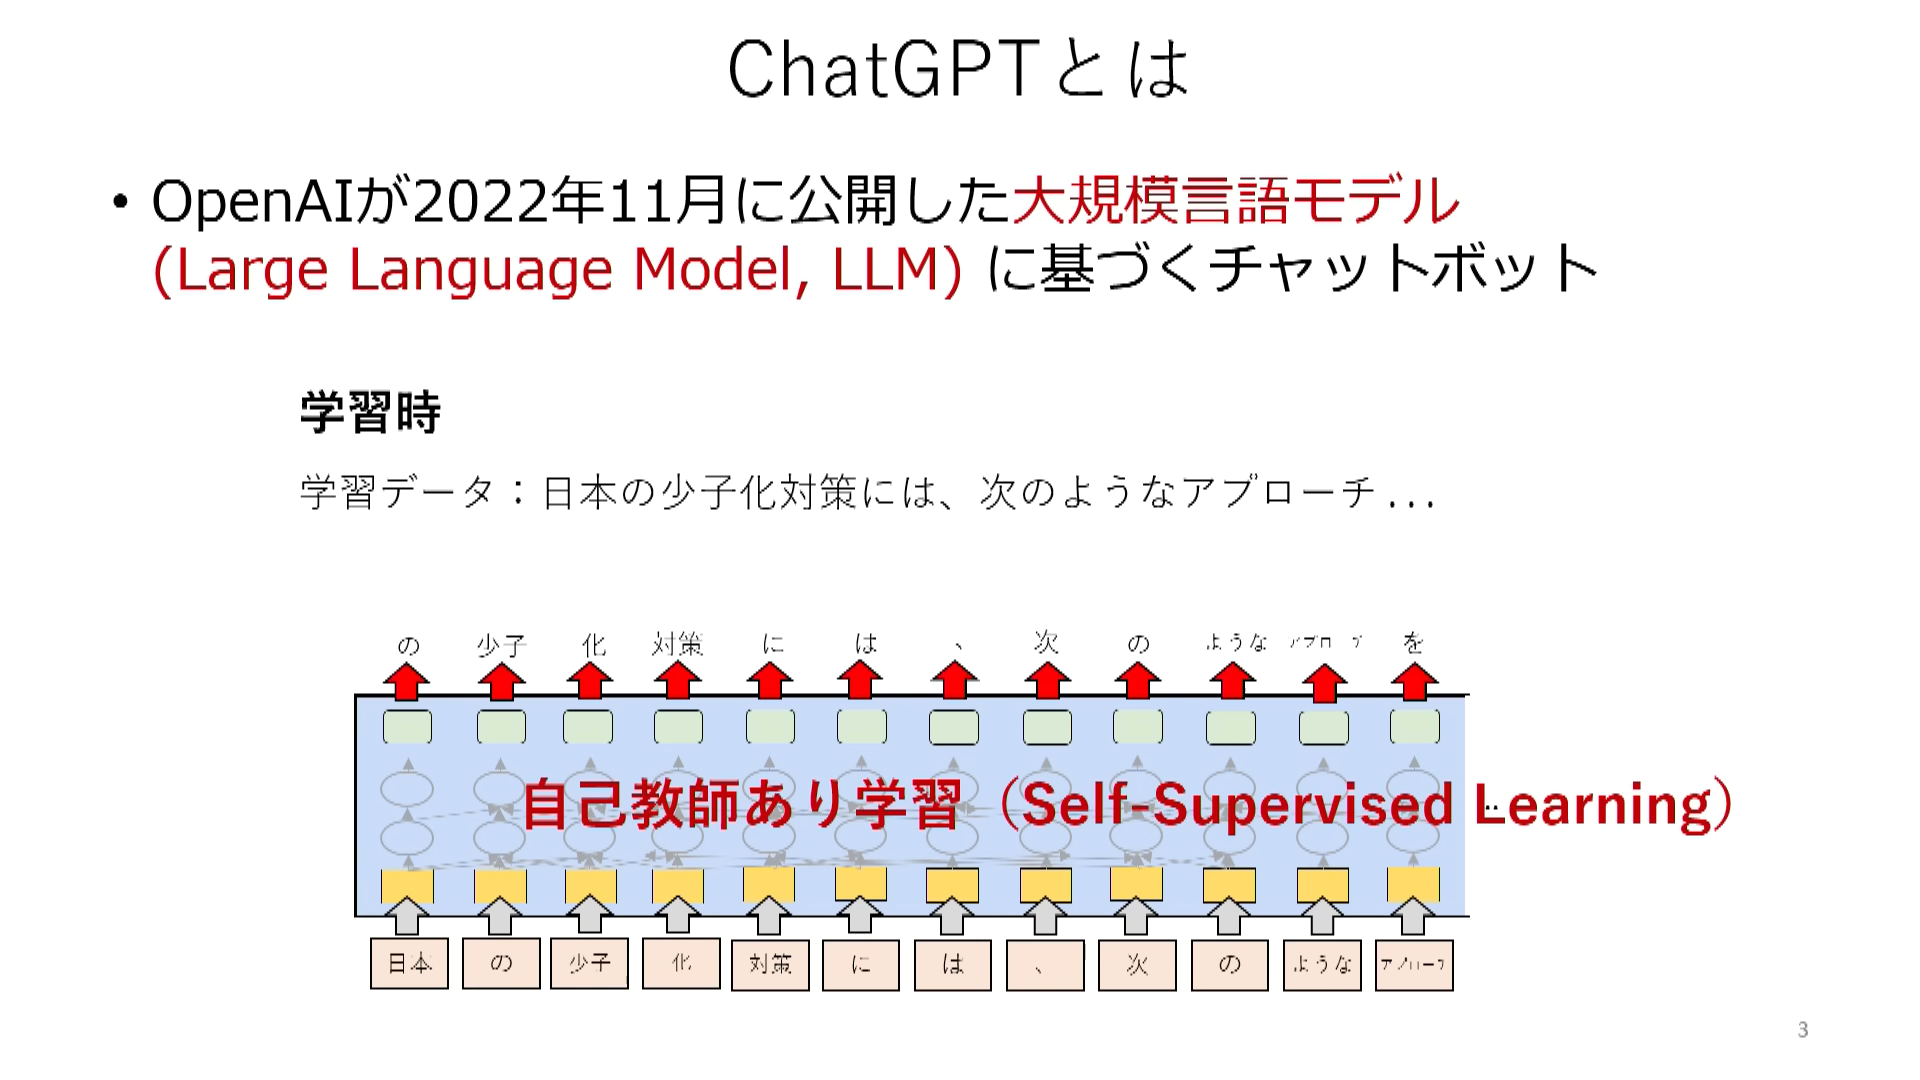 ChatGPTとは
• OpenAIが2022年11月に公開した大規模言語モデル
(Large Language Model, LLM) に基づくチャットボット
学習時
学習データ：日本の少子化対策には、次のようなアプローチ...
の 少子 化 対策 に は 、 次 の ような を
自己教師あり学習（Self-Supervised Learning）
日本 の 少子 化 対策 に は 、 次 の ような
3